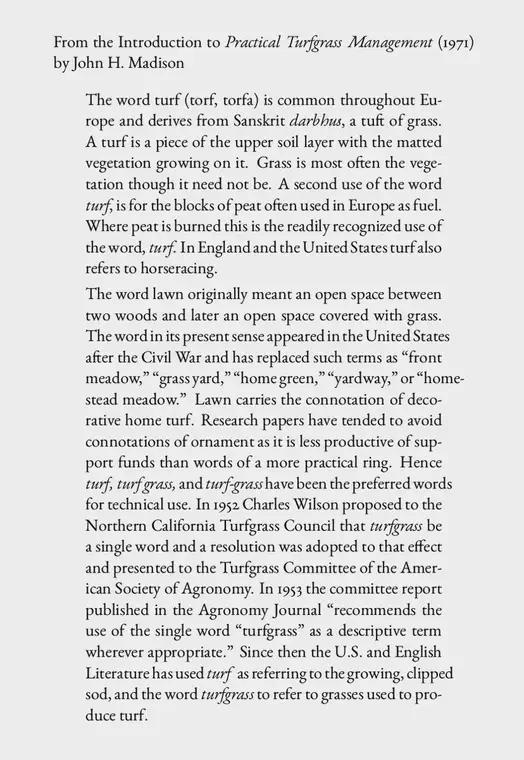 From the Introduction to Practical Turfgrass Management (1971)
by John H. Madison
The word turf (torf, torfa) is common throughout Eu-
rope and derives from Sanskrit darbhus, a tuft of grass.
A turf is a piece of the upper soil layer with the matted
vegetation growing on it. Grass is most often the vege-
tation though it need not be. A second use of the word
turf, is for the blocks of peat often used in Europe as fuel.
Where peat is burned this is the readily recognized use of
the word, turf. In England and the United States turf also
refers to horseracing.
The word lawn originally meant an open space between
two woods and later an open space covered with grass.
The word in its present sense appeared in the United States
after the Civil War and has replaced such terms as “front
meadow,” “grass yard,” “home green,” “yardway,” or “home-
stead meadow.” Lawn carries the connotation of deco-
rative home turf. Research papers have tended to avoid
connotations of ornament as it is less productive of sup-
port funds than words of a more practical ring. Hence
turf, turf grass, and turf-grass have been the preferred words
for technical use. In 1952 Charles Wilson proposed to the
Northern California Turfgrass Council that turfgrass be
a single word and a resolution was adopted to that effect
and presented to the Turfgrass Committee of the Amer-
ican Society of Agronomy. In 1953 the committee report
published in the Agronomy Journal “recommends the
use of the single word “turfgrass” as a descriptive term
wherever appropriate.” Since then the U.S. and English
Literature has used turf as referring to the growing, clipped
sod, and the word turfgrass to refer to grasses used to pro-
duce turf.